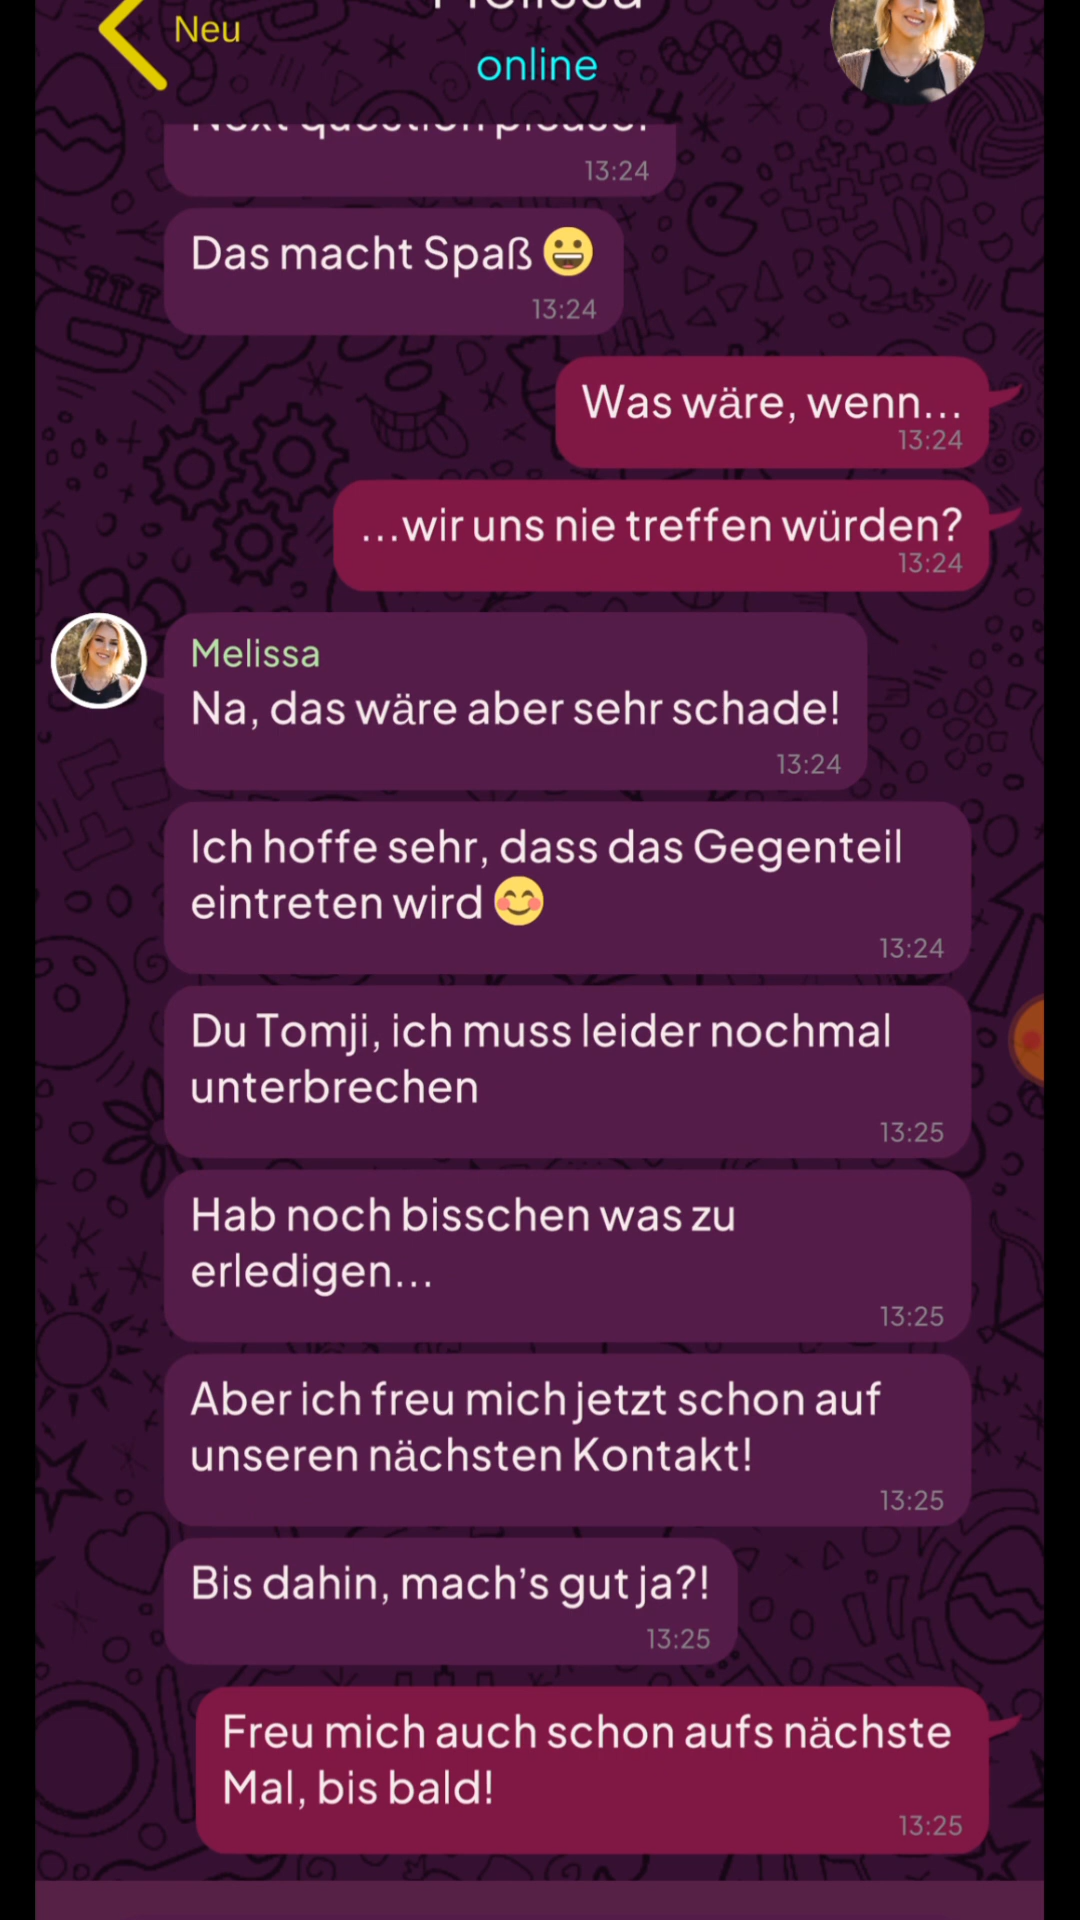 Neu
Melissa
online
Next question please!
13:24
Das macht Spaß 😀
13:24
Was wäre, wenn...
13:24
...wir uns nie treffen würden?
13:24
Melissa
Na, das wäre aber sehr schade!
13:24
Ich hoffe sehr, dass das Gegenteil
eintreten wird 😊
13:24
Du Tomji, ich muss leider nochmal
unterbrechen
13:25
Hab noch bisschen was zu
erledigen...
13:25
Aber ich freu mich jetzt schon auf
unseren nächsten Kontakt!
13:25
Bis dahin, mach's gut ja?!
13:25
Freu mich auch schon aufs nächste
Mal, bis bald!
13:25